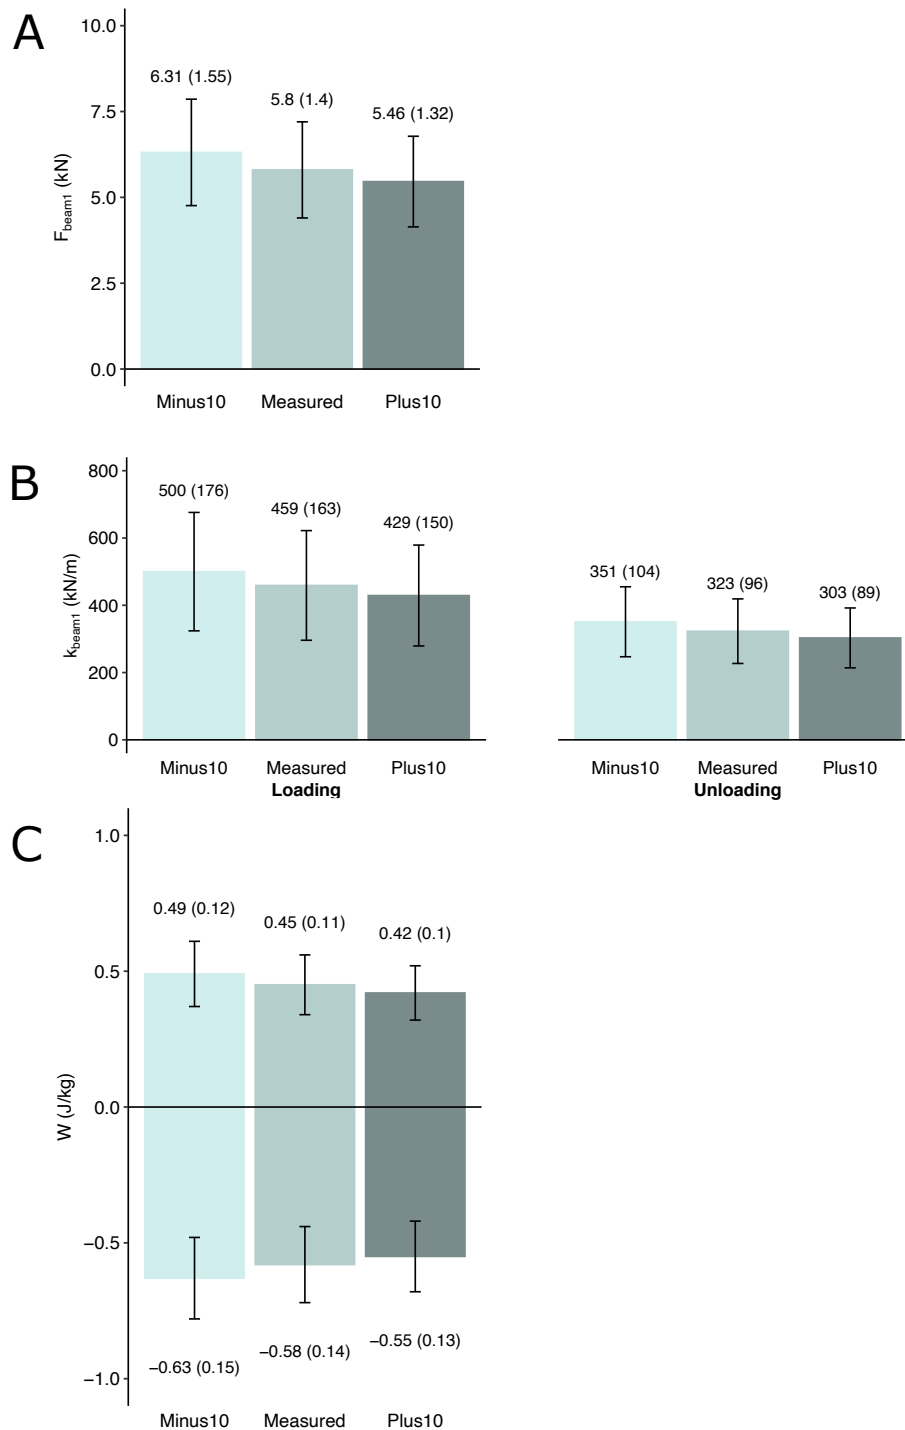 A
10.0
7.5
5.0
2.5
0.0
Fbeam1 (kN)
6.31 (1.55)
5.8 (1.4)
5.46 (1.32)
Minus10 Measured Plus10
B
800
600
400
200
0
kbeam1 (kN/m)
500 (176)
459 (163)
429 (150)
351 (104)
323 (96)
303 (89)
Minus10 Measured Plus10
Loading
Minus10 Measured Plus10
Unloading
C
1.0
0.5
0.0
−0.5
−1.0
W (J/kg)
0.49 (0.12)
0.45 (0.11)
0.42 (0.1)
−0.63 (0.15)
−0.58 (0.14)
−0.55 (0.13)
Minus10 Measured Plus10